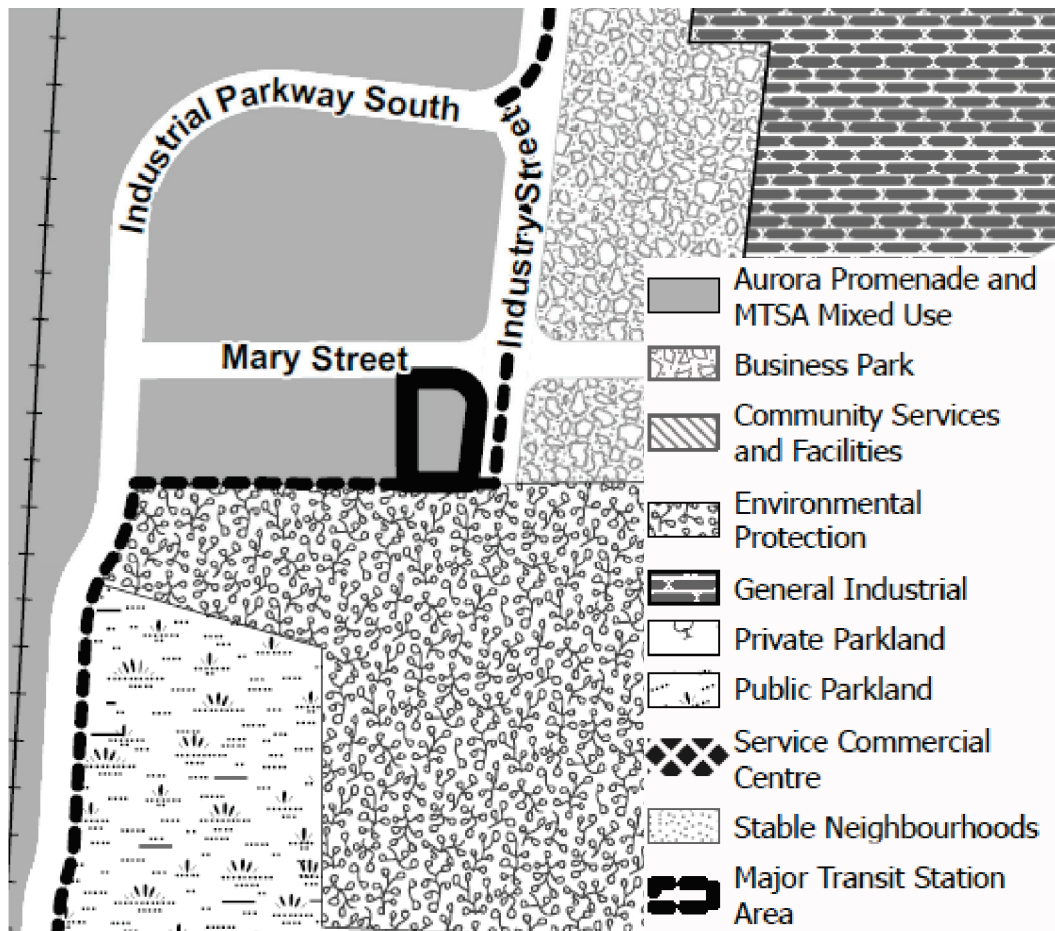 Industrial Parkway South
Industry Street
Mary Street
Aurora Promenade and
MTSA Mixed Use
Business Park
Community Services
and Facilities
Environmental
Protection
General Industrial
Private Parkland
Public Parkland
Service Commercial
Centre
Stable Neighbourhoods
Major Transit Station
Area